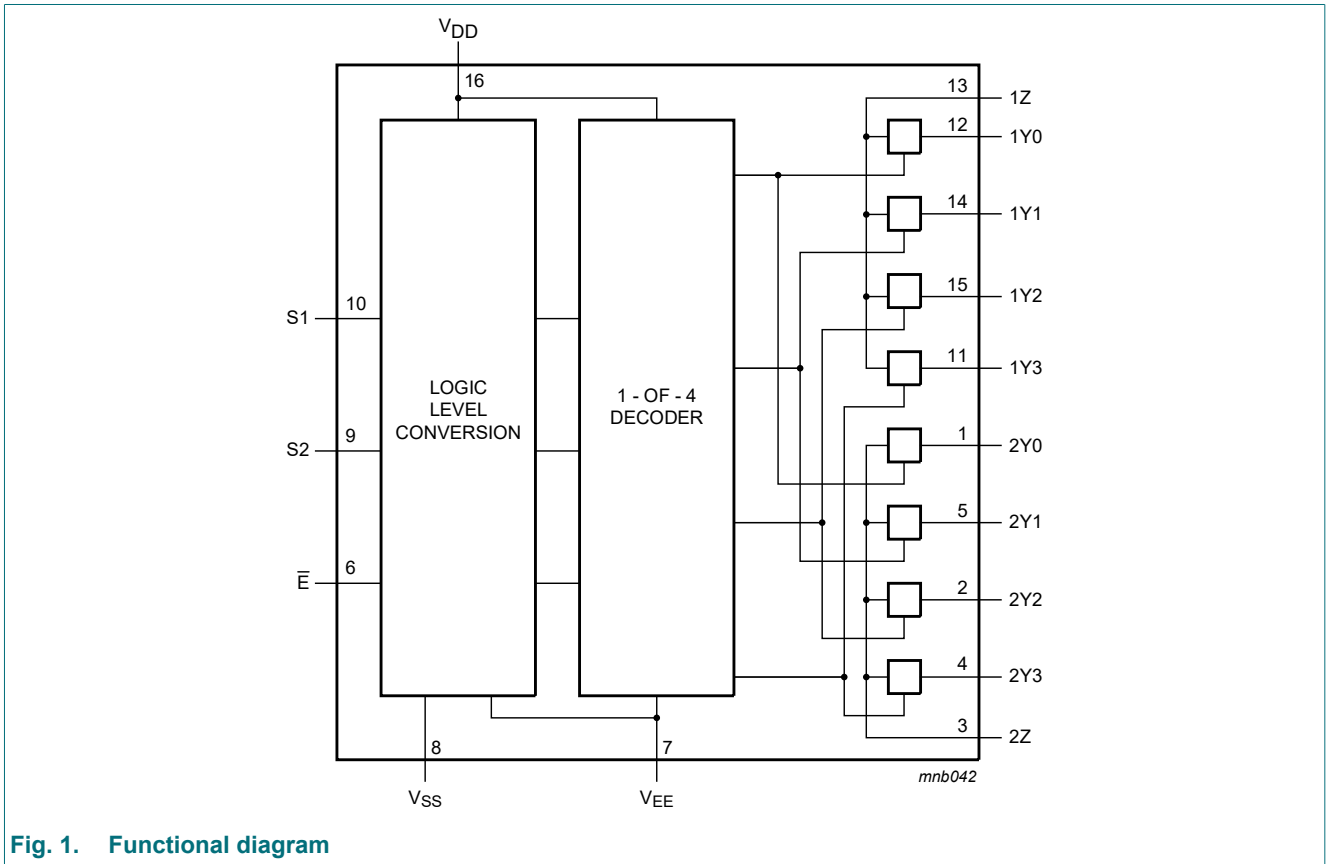 VDD
16
13 1Z
12 1Y0
14 1Y1
15 1Y2
11 1Y3
1 2Y0
5 2Y1
2 2Y2
4 2Y3
3 2Z
S1 10
S2 9
E̅ 6
LOGIC
LEVEL
CONVERSION
1 - OF - 4
DECODER
8
7
VSS
VEE
mnb042
Fig. 1. Functional diagram